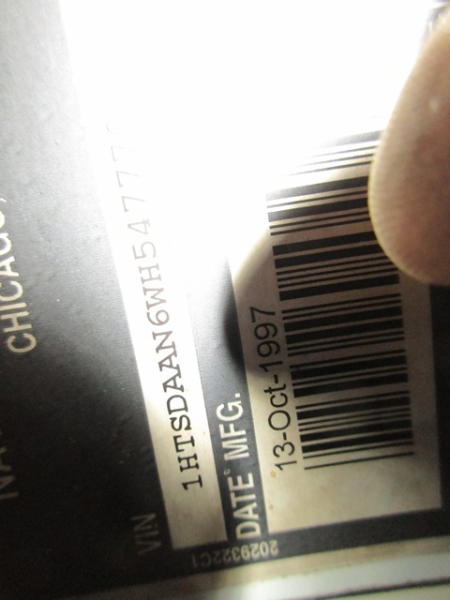 CHICAGO,
VIN
1HTSDAAN6WH54777
DATE MFG.
13-Oct-1997
2029322C1